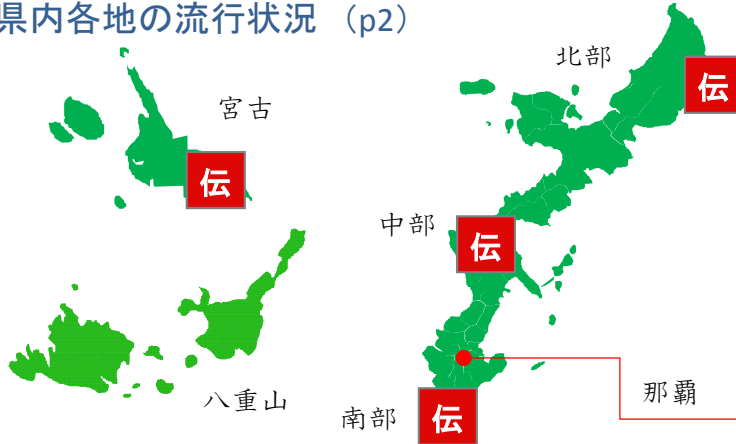 県内各地の流行状況 (p2)
北部
伝
宮古
伝
中部
伝
八重山
那覇
南部
伝